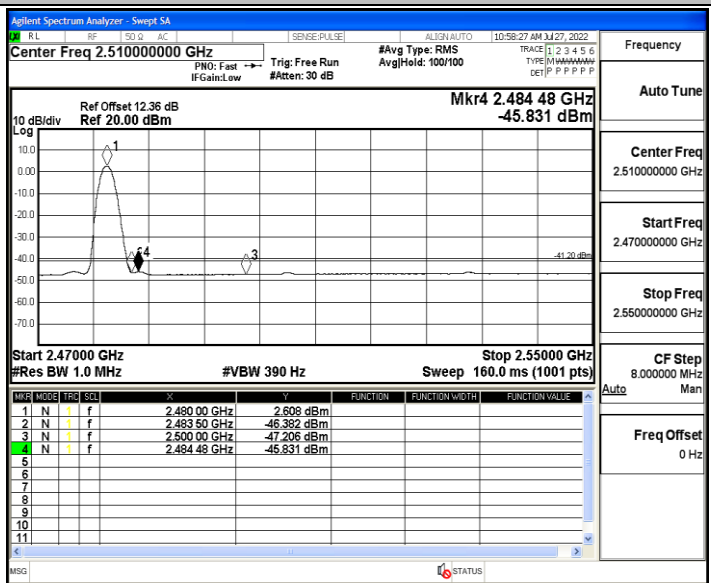 Agilent Spectrum Analyzer - Swept SA
RL RF 50 Ω AC SENSE:PULSE ALIGN AUTO 10:58:27 AM Jul 27, 2022
Center Freq 2.510000000 GHz
PNO: Fast
IFGain:Low
Trig: Free Run
#Atten: 30 dB
#Avg Type: RMS
Avg|Hold: 100/100
TRACE 1 2 3 4 5 6
TYPE M WWWWW
DET P P P P P P
Ref Offset 12.36 dB
10 dB/div Ref 20.00 dBm
Log
Mkr4 2.484 48 GHz
-45.831 dBm
10.0
0.00
-10.0
-20.0
-30.0
-40.0
-50.0
-60.0
-70.0
1
4
3
-41.20 dBm
Start 2.47000 GHz Stop 2.55000 GHz
#Res BW 1.0 MHz #VBW 390 Hz Sweep 160.0 ms (1001 pts)
MKR MODE TRC SCL X Y FUNCTION FUNCTION WIDTH FUNCTION VALUE
1 N 1 f 2.480 00 GHz 2.608 dBm
2 N 1 f 2.483 50 GHz -46.382 dBm
3 N 1 f 2.500 00 GHz -47.206 dBm
4 N 1 f 2.484 48 GHz -45.831 dBm
5
6
7
8
9
10
11
MSG STATUS
Frequency
Auto Tune
Center Freq
2.510000000 GHz
Start Freq
2.470000000 GHz
Stop Freq
2.550000000 GHz
CF Step
8.000000 MHz
Auto Man
Freq Offset
0 Hz